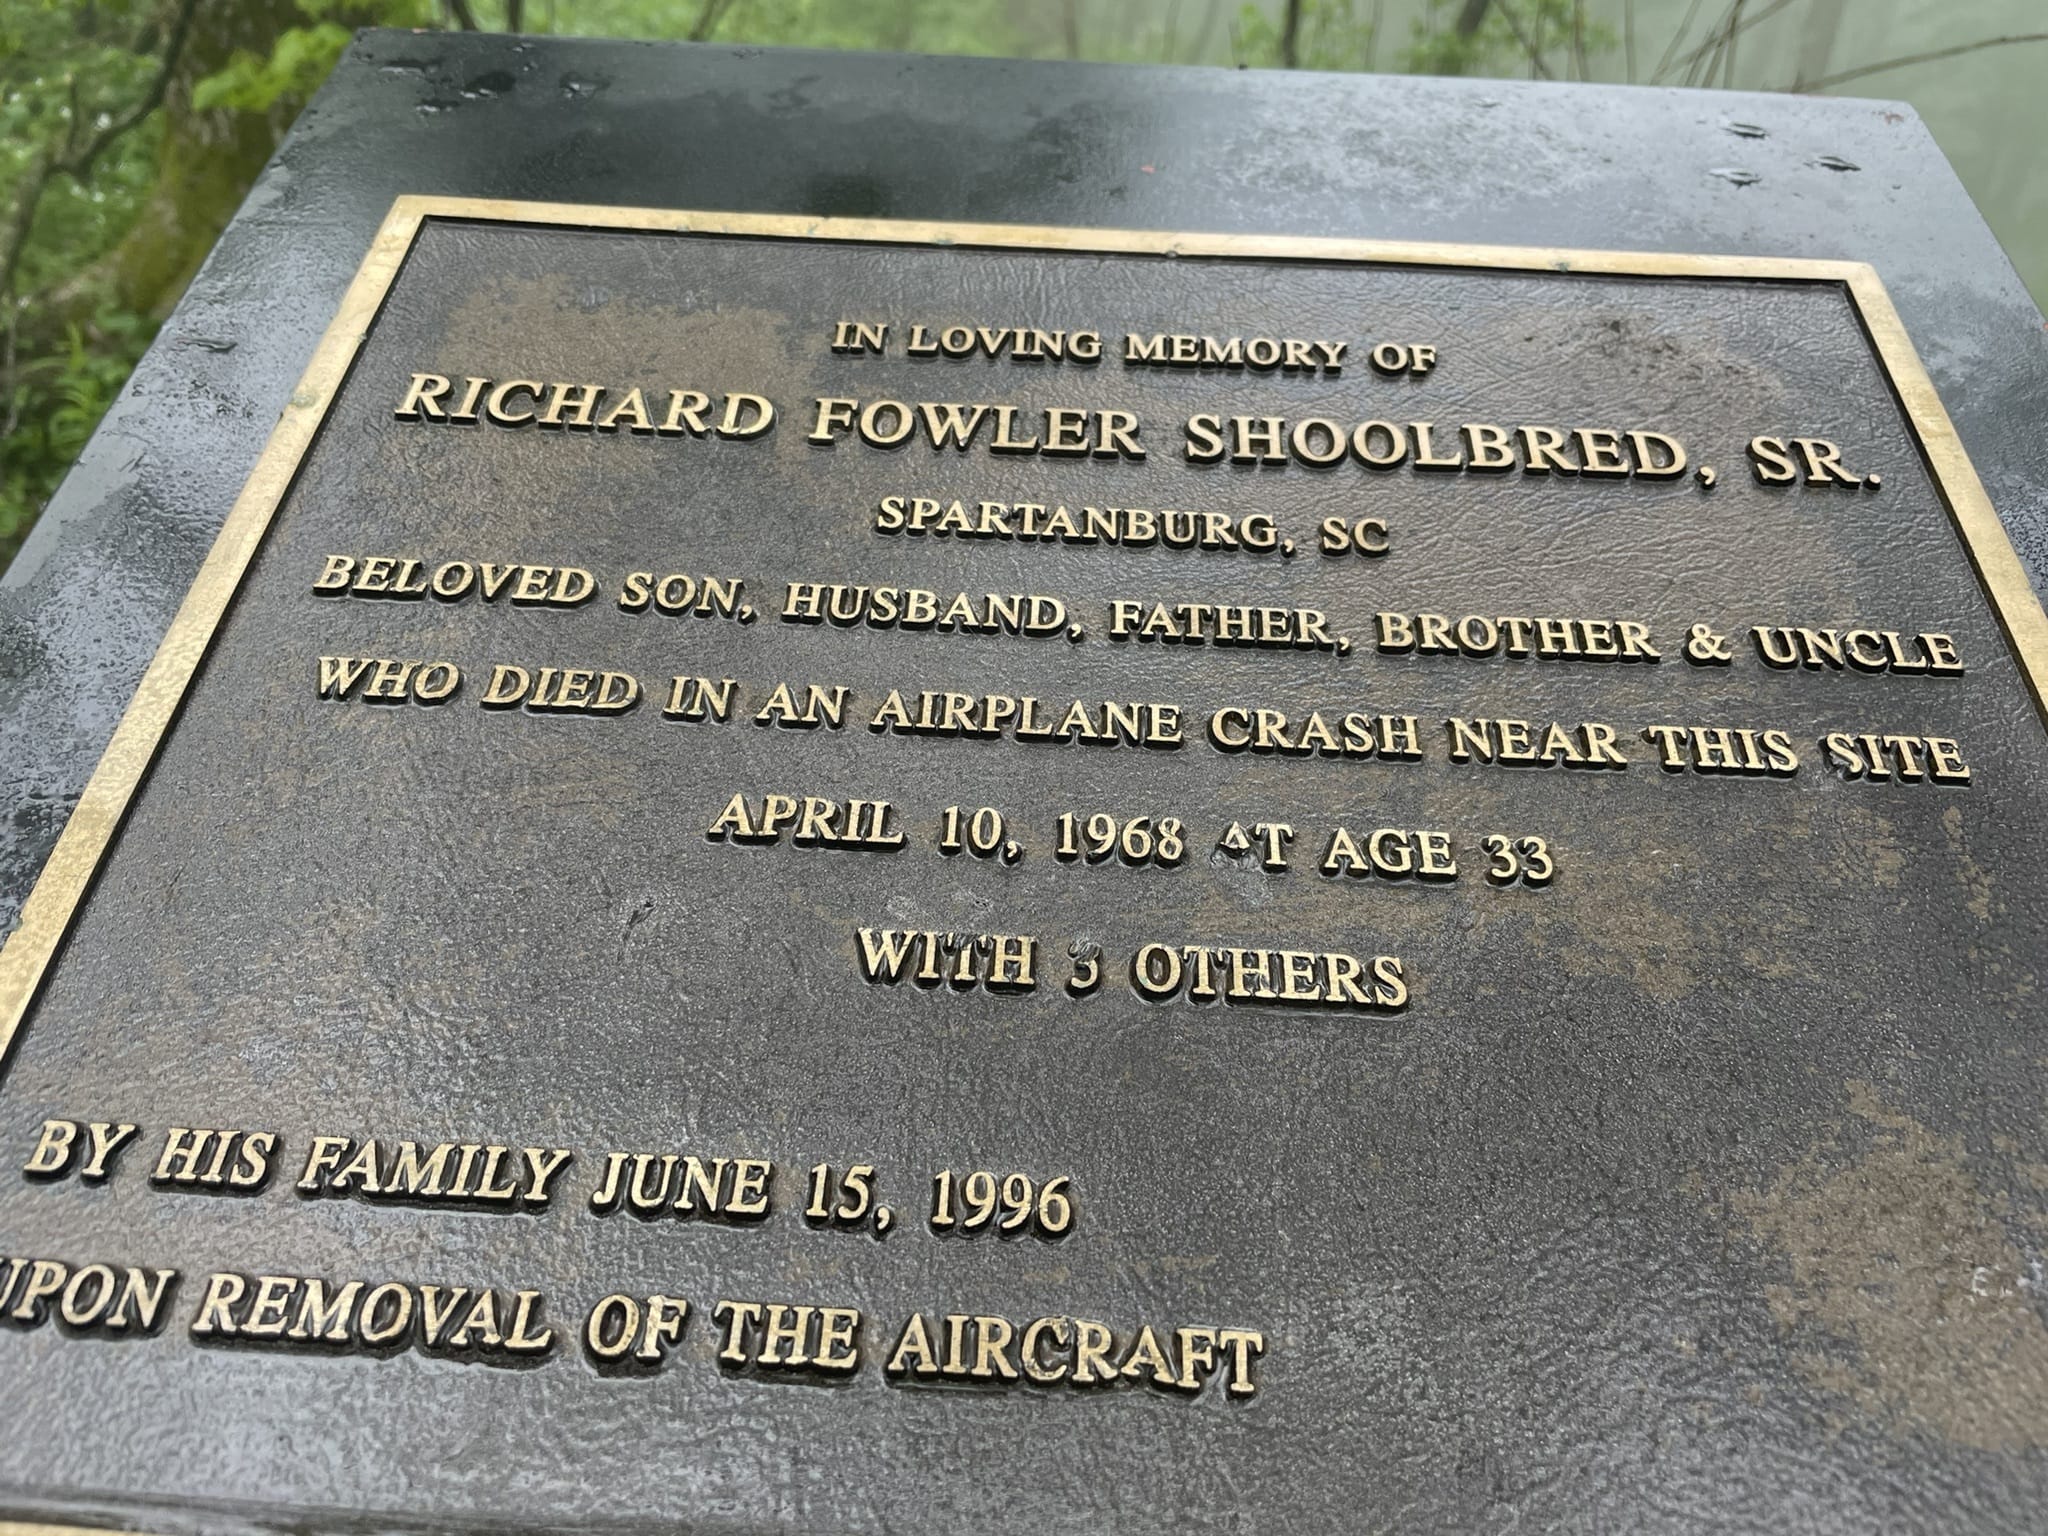 IN LOVING MEMORY OF
RICHARD FOWLER SHOOLBRED, SR.
SPARTANBURG, SC
BELOVED SON, HUSBAND, FATHER, BROTHER & UNCLE
WHO DIED IN AN AIRPLANE CRASH NEAR THIS SITE
APRIL 10, 1968 AT AGE 33
WITH 3 OTHERS
BY HIS FAMILY JUNE 15, 1996
UPON REMOVAL OF THE AIRCRAFT